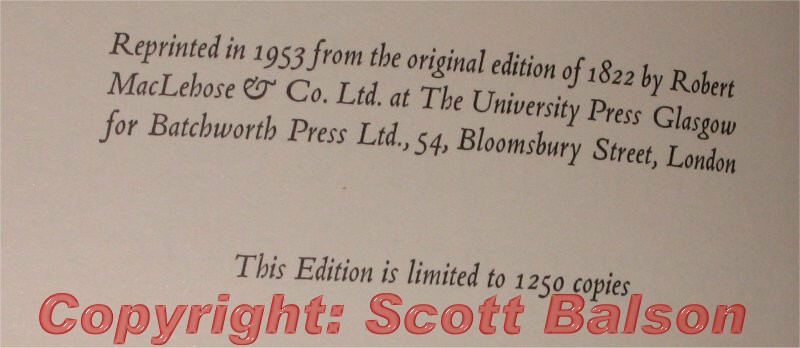 Reprinted in 1953 from the original edition of 1822 by Robert
MacLehose & Co. Ltd. at The University Press Glasgow
for Batchworth Press Ltd., 54, Bloomsbury Street, London
This Edition is limited to 1250 copies
Copyright: Scott Balson